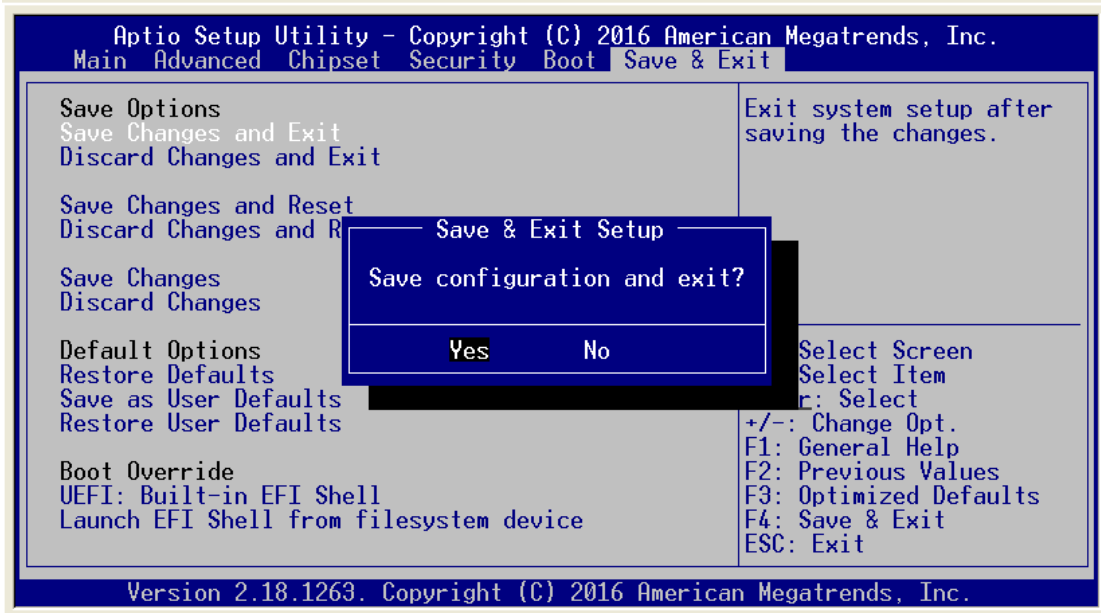 Aptio Setup Utility – Copyright (C) 2016 American Megatrends, Inc.
Main Advanced Chipset Security Boot Save & Exit
Save Options
Save Changes and Exit
Discard Changes and Exit
Save Changes and Reset
Discard Changes and R
Save Changes
Discard Changes
Default Options
Restore Defaults
Save as User Defaults
Restore User Defaults
Boot Override
UEFI: Built-in EFI Shell
Launch EFI Shell from filesystem device
Save & Exit Setup
Save configuration and exit?
Yes No
Exit system setup after
saving the changes.
Select Screen
Select Item
r: Select
+/-: Change Opt.
F1: General Help
F2: Previous Values
F3: Optimized Defaults
F4: Save & Exit
ESC: Exit
Version 2.18.1263. Copyright (C) 2016 American Megatrends, Inc.